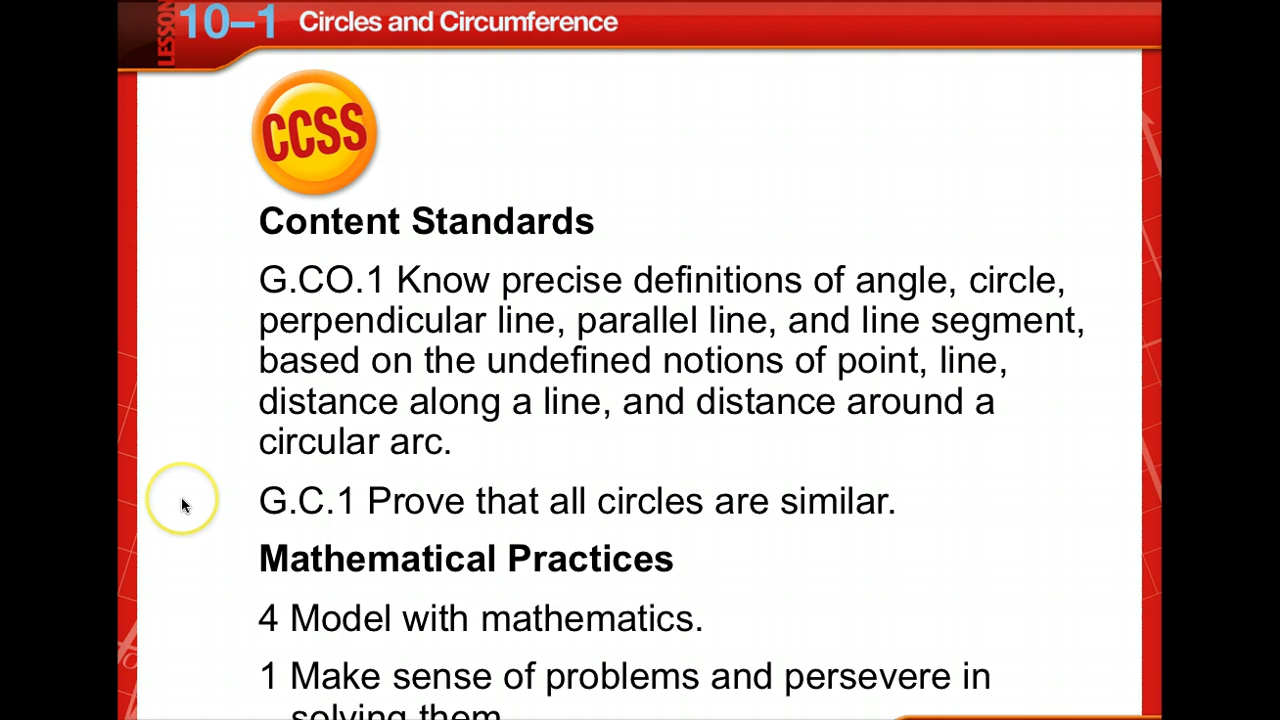 LESSON 10–1 Circles and Circumference
CCSS
Content Standards
G.CO.1 Know precise definitions of angle, circle,
perpendicular line, parallel line, and line segment,
based on the undefined notions of point, line,
distance along a line, and distance around a
circular arc.
G.C.1 Prove that all circles are similar.
Mathematical Practices
4 Model with mathematics.
1 Make sense of problems and persevere in
solving them.